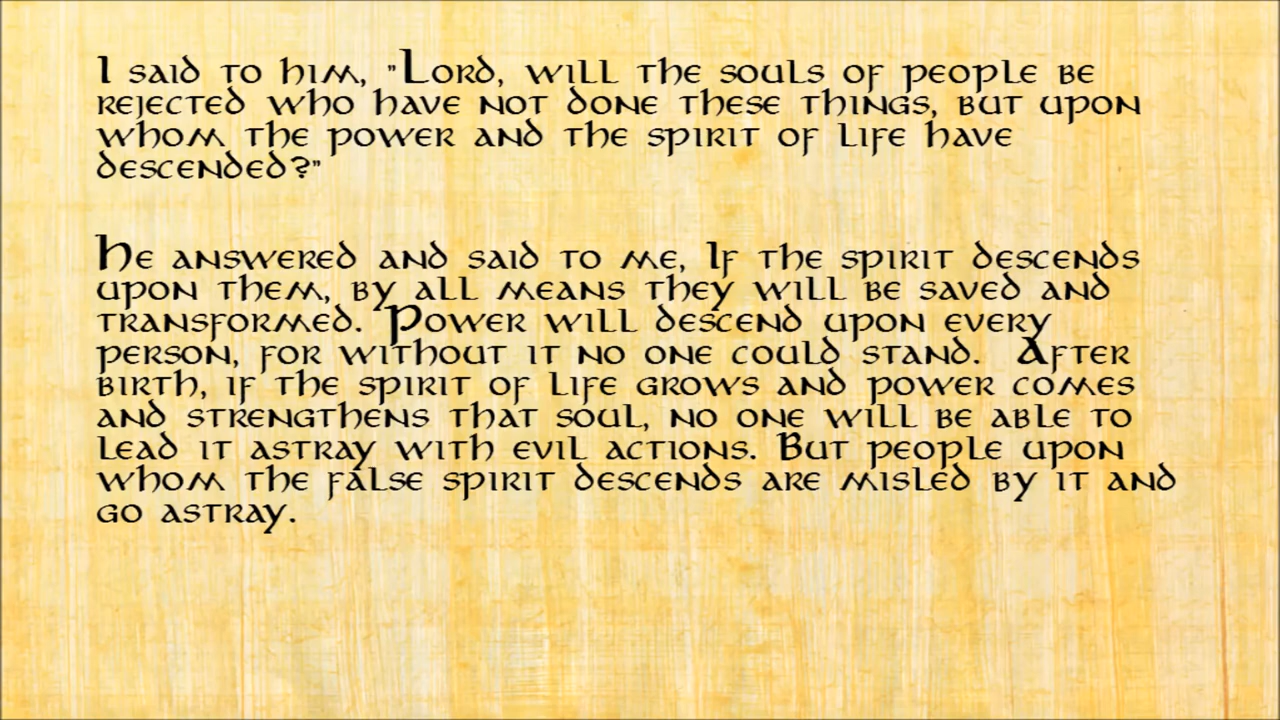 I said to him, "Lord, will the souls of people be
rejected who have not done these things, but upon
whom the power and the spirit of life have
descended?"
He answered and said to me, If the spirit descends
upon them, by all means they will be saved and
transformed. Power will descend upon every
person, for without it no one could stand. After
birth, if the spirit of life grows and power comes
and strengthens that soul, no one will be able to
lead it astray with evil actions. But people upon
whom the false spirit descends are misled by it and
go astray.